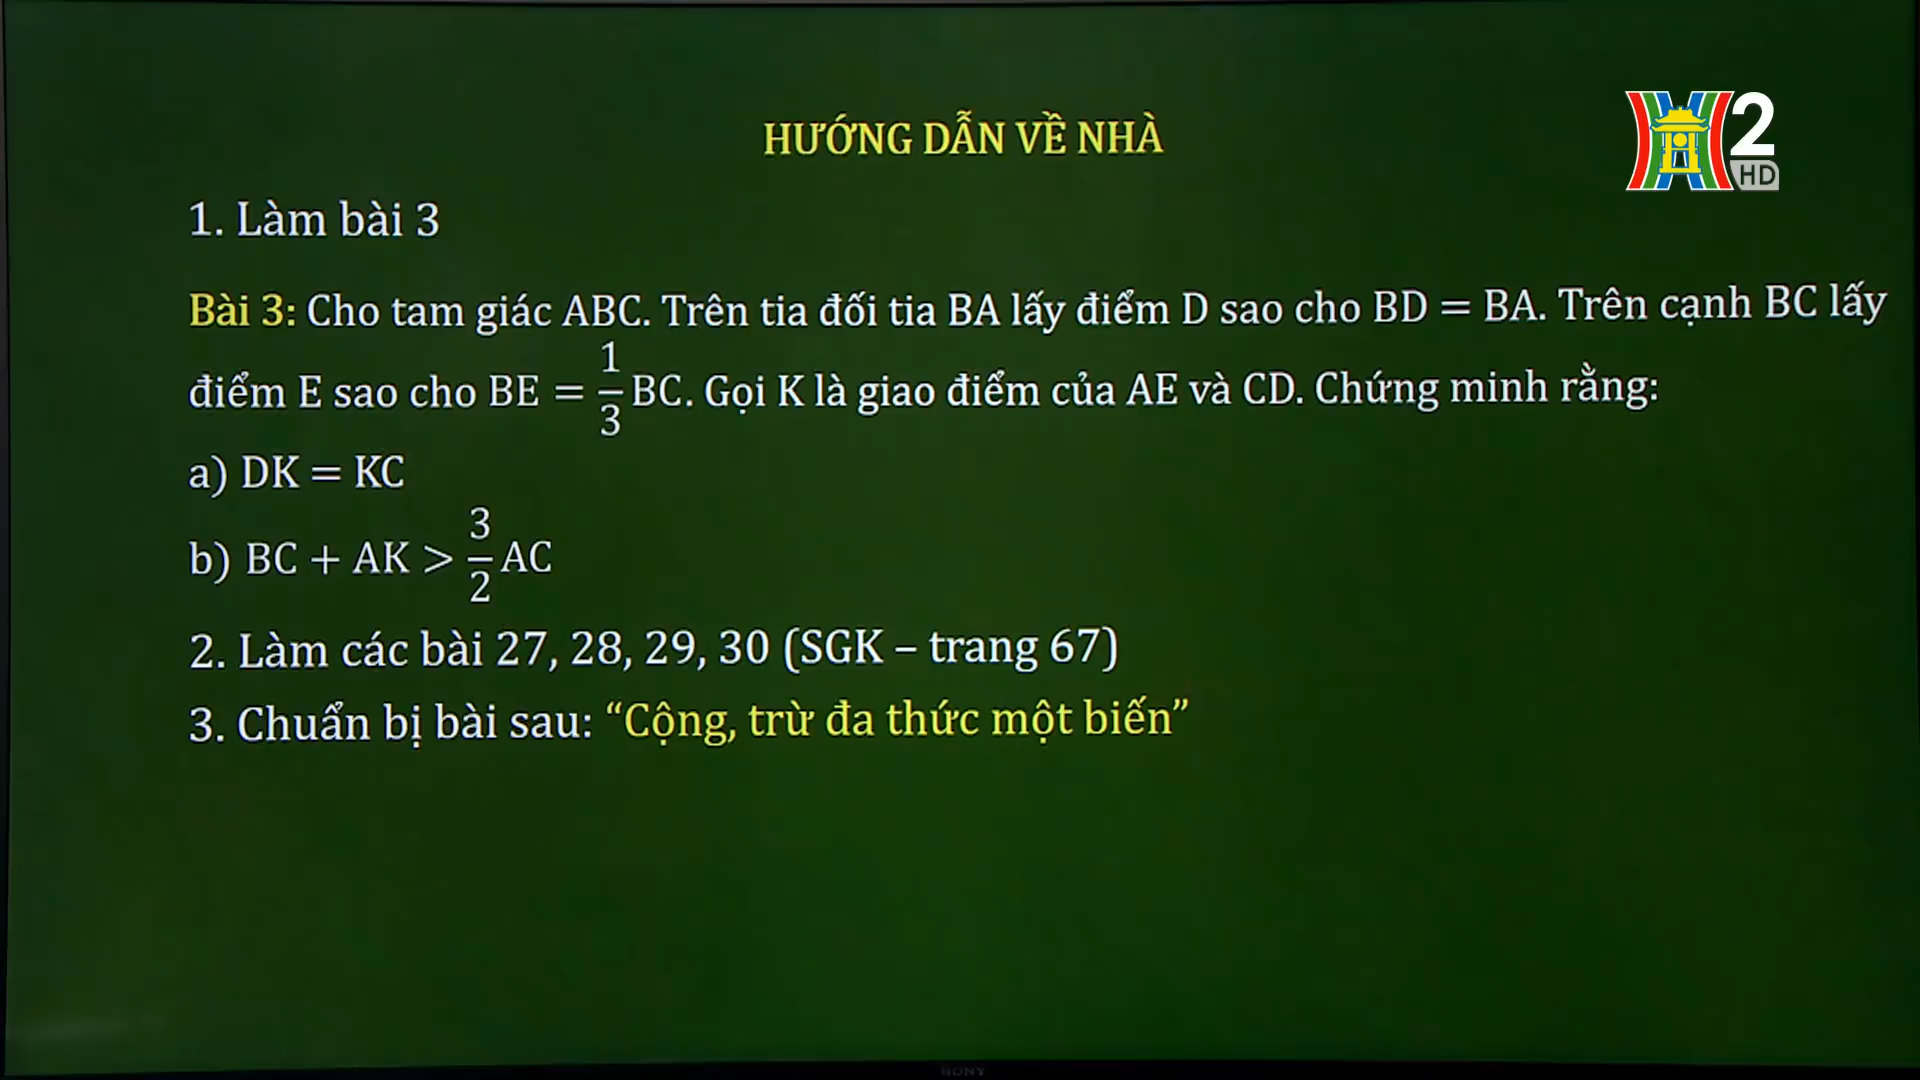 HƯỚNG DẪN VỀ NHÀ
2
HD
1. Làm bài 3
Bài 3: Cho tam giác ABC. Trên tia đối tia BA lấy điểm D sao cho BD = BA. Trên cạnh BC lấy
điểm E sao cho BE = 1/3 BC. Gọi K là giao điểm của AE và CD. Chứng minh rằng:
a) DK = KC
b) BC + AK > 3/2 AC
2. Làm các bài 27, 28, 29, 30 (SGK – trang 67)
3. Chuẩn bị bài sau: “Cộng, trừ đa thức một biến”
SONY